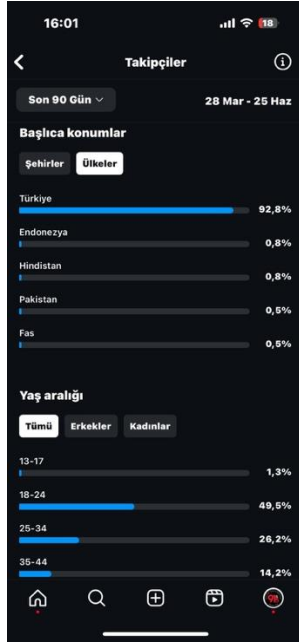 16:01
18
Takipçiler
Son 90 Gün
28 Mar - 25 Haz
Başlıca konumlar
Şehirler Ülkeler
Türkiye
92,8%
Endonezya
0,8%
Hindistan
0,8%
Pakistan
0,5%
Fas
0,5%
Yaş aralığı
Tümü Erkekler Kadınlar
13-17
1,3%
18-24
49,5%
25-34
26,2%
35-44
14,2%